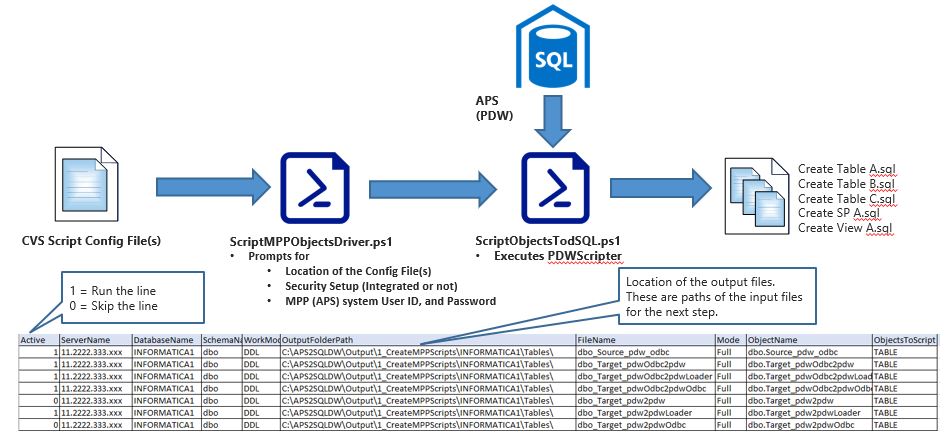 SQL
APS
(PDW)
CVS Script Config File(s)
ScriptMPPObjectsDriver.ps1
• Prompts for
• Location of the Config File(s)
• Security Setup (Integrated or not)
• MPP (APS) system User ID, and Password
ScriptObjectsTodSQL.ps1
• Executes PDWScripter
Create Table A.sql
Create Table B.sql
Create Table C.sql
Create SP A.sql
Create View A.sql
1 = Run the line
0 = Skip the line
Location of the output files.
These are paths of the input files
for the next step.
Active ServerName DatabaseName SchemaNa WorkMod OutputFolderPath FileName Mode ObjectName ObjectsToScript
1 11.2222.333.xxx INFORMATICA1 dbo DDL C:\APS2SQLDW\Output\1_CreateMPPScripts\INFORMATICA1\Tables\ dbo_Source_pdw_odbc Full dbo.Source_pdw_odbc TABLE
1 11.2222.333.xxx INFORMATICA1 dbo DDL C:\APS2SQLDW\Output\1_CreateMPPScripts\INFORMATICA1\Tables\ dbo_Target_pdwOdbc2pdw Full dbo.Target_pdwOdbc2pdw TABLE
1 11.2222.333.xxx INFORMATICA1 dbo DDL C:\APS2SQLDW\Output\1_CreateMPPScripts\INFORMATICA1\Tables\ dbo_Target_pdwOdbc2pdwLoader Full dbo.Target_pdwOdbc2pdwLoad TABLE
1 11.2222.333.xxx INFORMATICA1 dbo DDL C:\APS2SQLDW\Output\1_CreateMPPScripts\INFORMATICA1\Tables\ dbo_Target_pdwOdbc2pdwOdbc Full dbo.Target_pdwOdbc2pdwOdb TABLE
0 11.2222.333.xxx INFORMATICA1 dbo DDL C:\APS2SQLDW\Output\1_CreateMPPScripts\INFORMATICA1\Tables\ dbo_Target_pdw2pdw Full dbo.Target_pdw2pdw TABLE
1 11.2222.333.xxx INFORMATICA1 dbo DDL C:\APS2SQLDW\Output\1_CreateMPPScripts\INFORMATICA1\Tables\ dbo_Target_pdw2pdwLoader Full dbo.Target_pdw2pdwLoader TABLE
0 11.2222.333.xxx INFORMATICA1 dbo DDL C:\APS2SQLDW\Output\1_CreateMPPScripts\INFORMATICA1\Tables\ dbo_Target_pdw2pdwOdbc Full dbo.Target_pdw2pdwOdbc TABLE